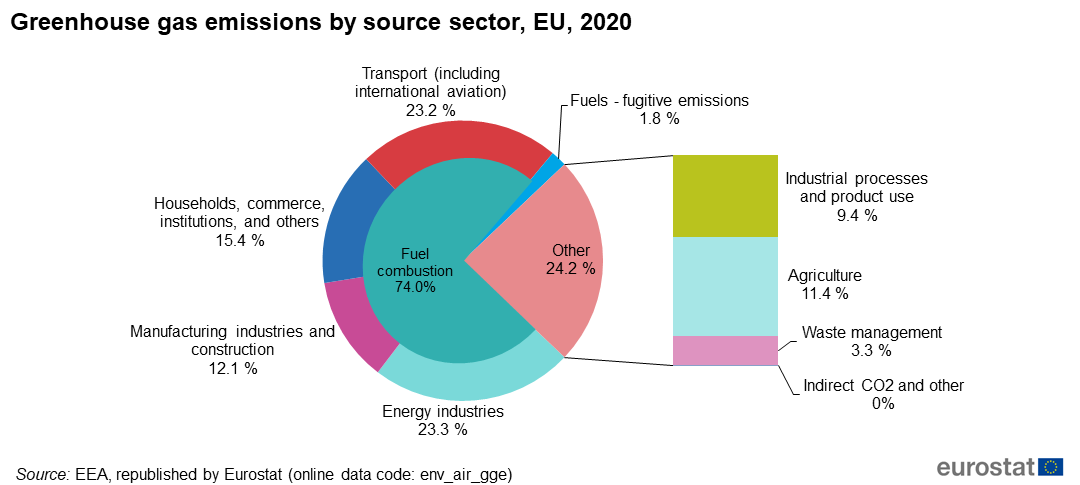 Greenhouse gas emissions by source sector, EU, 2020
Transport (including
international aviation)
23.2 %
Fuels - fugitive emissions
1.8 %
Households, commerce,
institutions, and others
15.4 %
Fuel
combustion
74.0%
Other
24.2 %
Industrial processes
and product use
9.4 %
Agriculture
11.4 %
Manufacturing industries and
construction
12.1 %
Waste management
3.3 %
Indirect CO2 and other
0%
Energy industries
23.3 %
Source: EEA, republished by Eurostat (online data code: env_air_gge)
eurostat